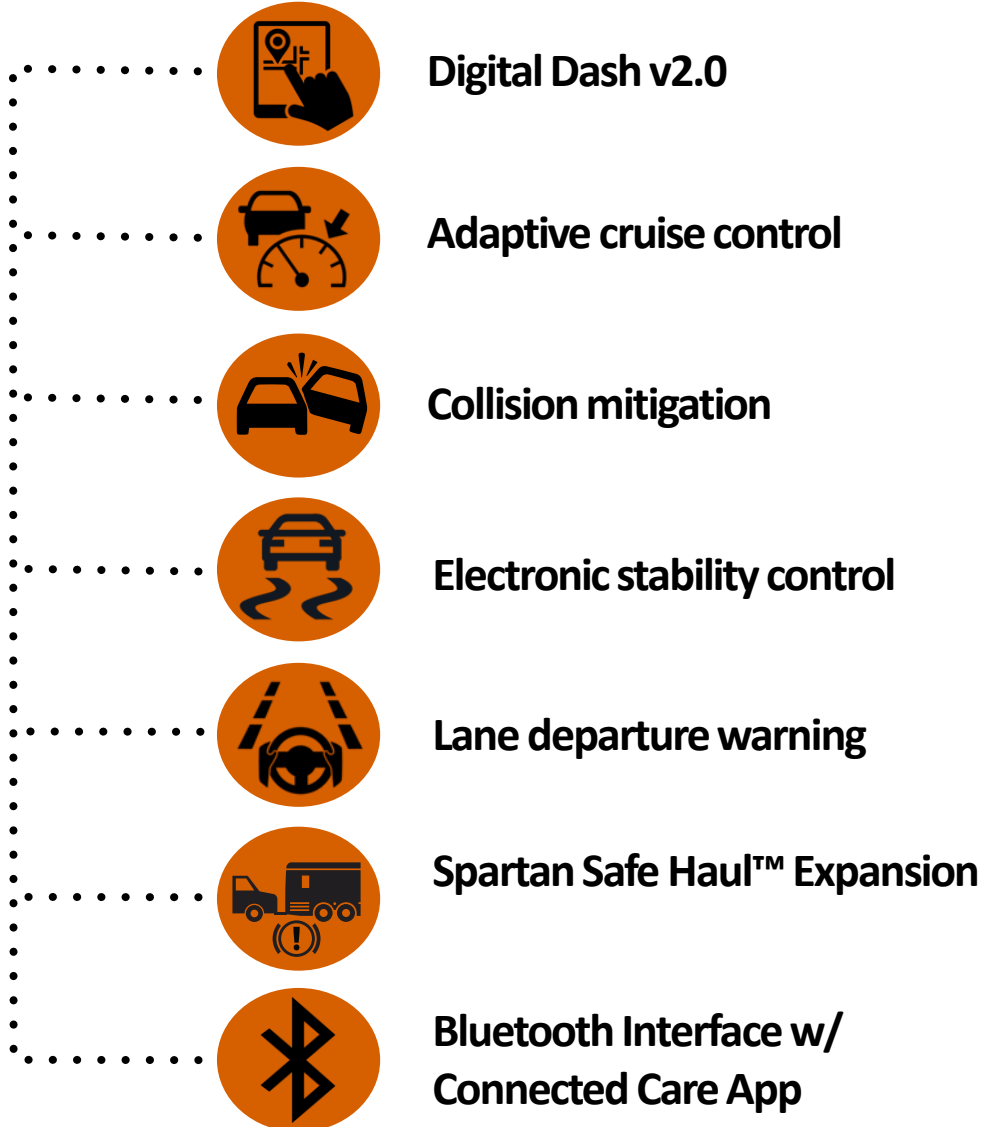 Digital Dash v2.0
Adaptive cruise control
Collision mitigation
Electronic stability control
Lane departure warning
Spartan Safe Haul™ Expansion
Bluetooth Interface w/
Connected Care App